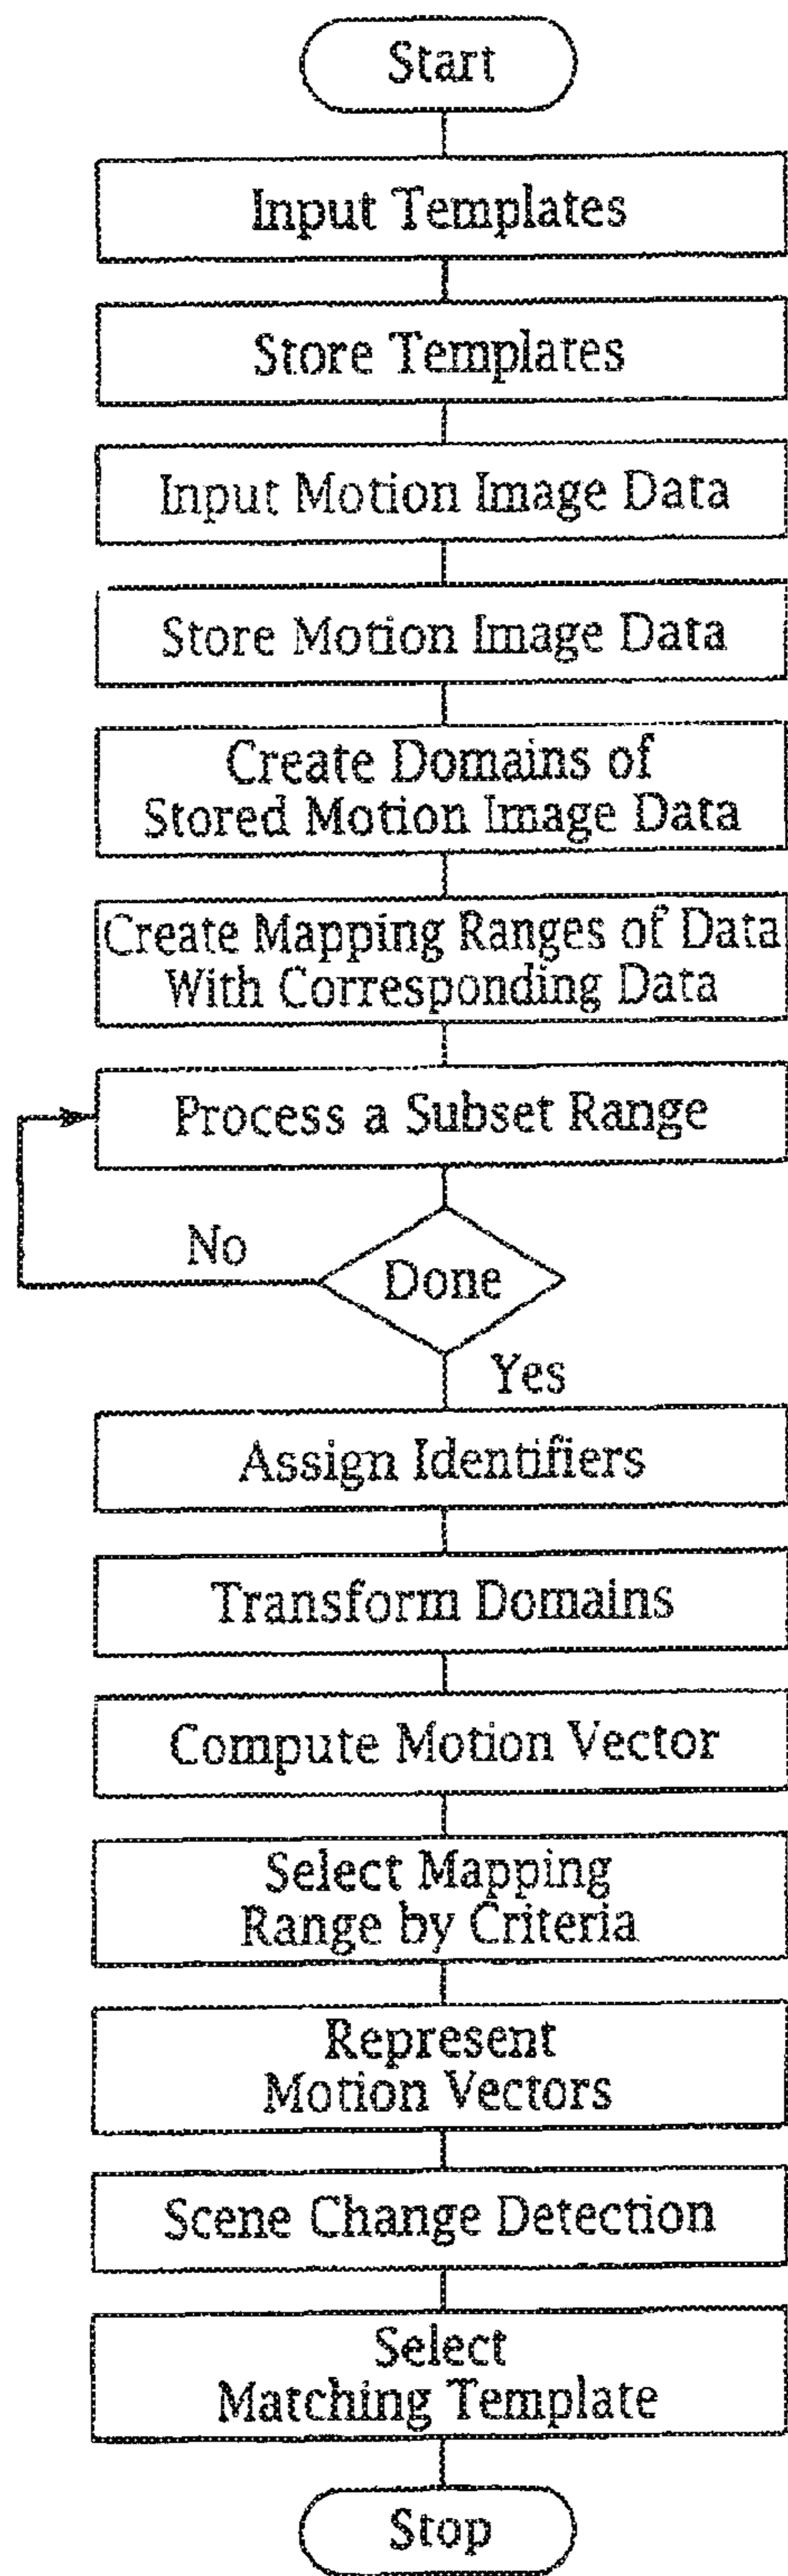 Start
Input Templates
Store Templates
Input Motion Image Data
Store Motion Image Data
Create Domains of
Stored Motion Image Data
Create Mapping Ranges of Data
With Corresponding Data
Process a Subset Range
No
Done
Yes
Assign Identifiers
Transform Domains
Compute Motion Vector
Select Mapping
Range by Criteria
Represent
Motion Vectors
Scene Change Detection
Select
Matching Template
Stop